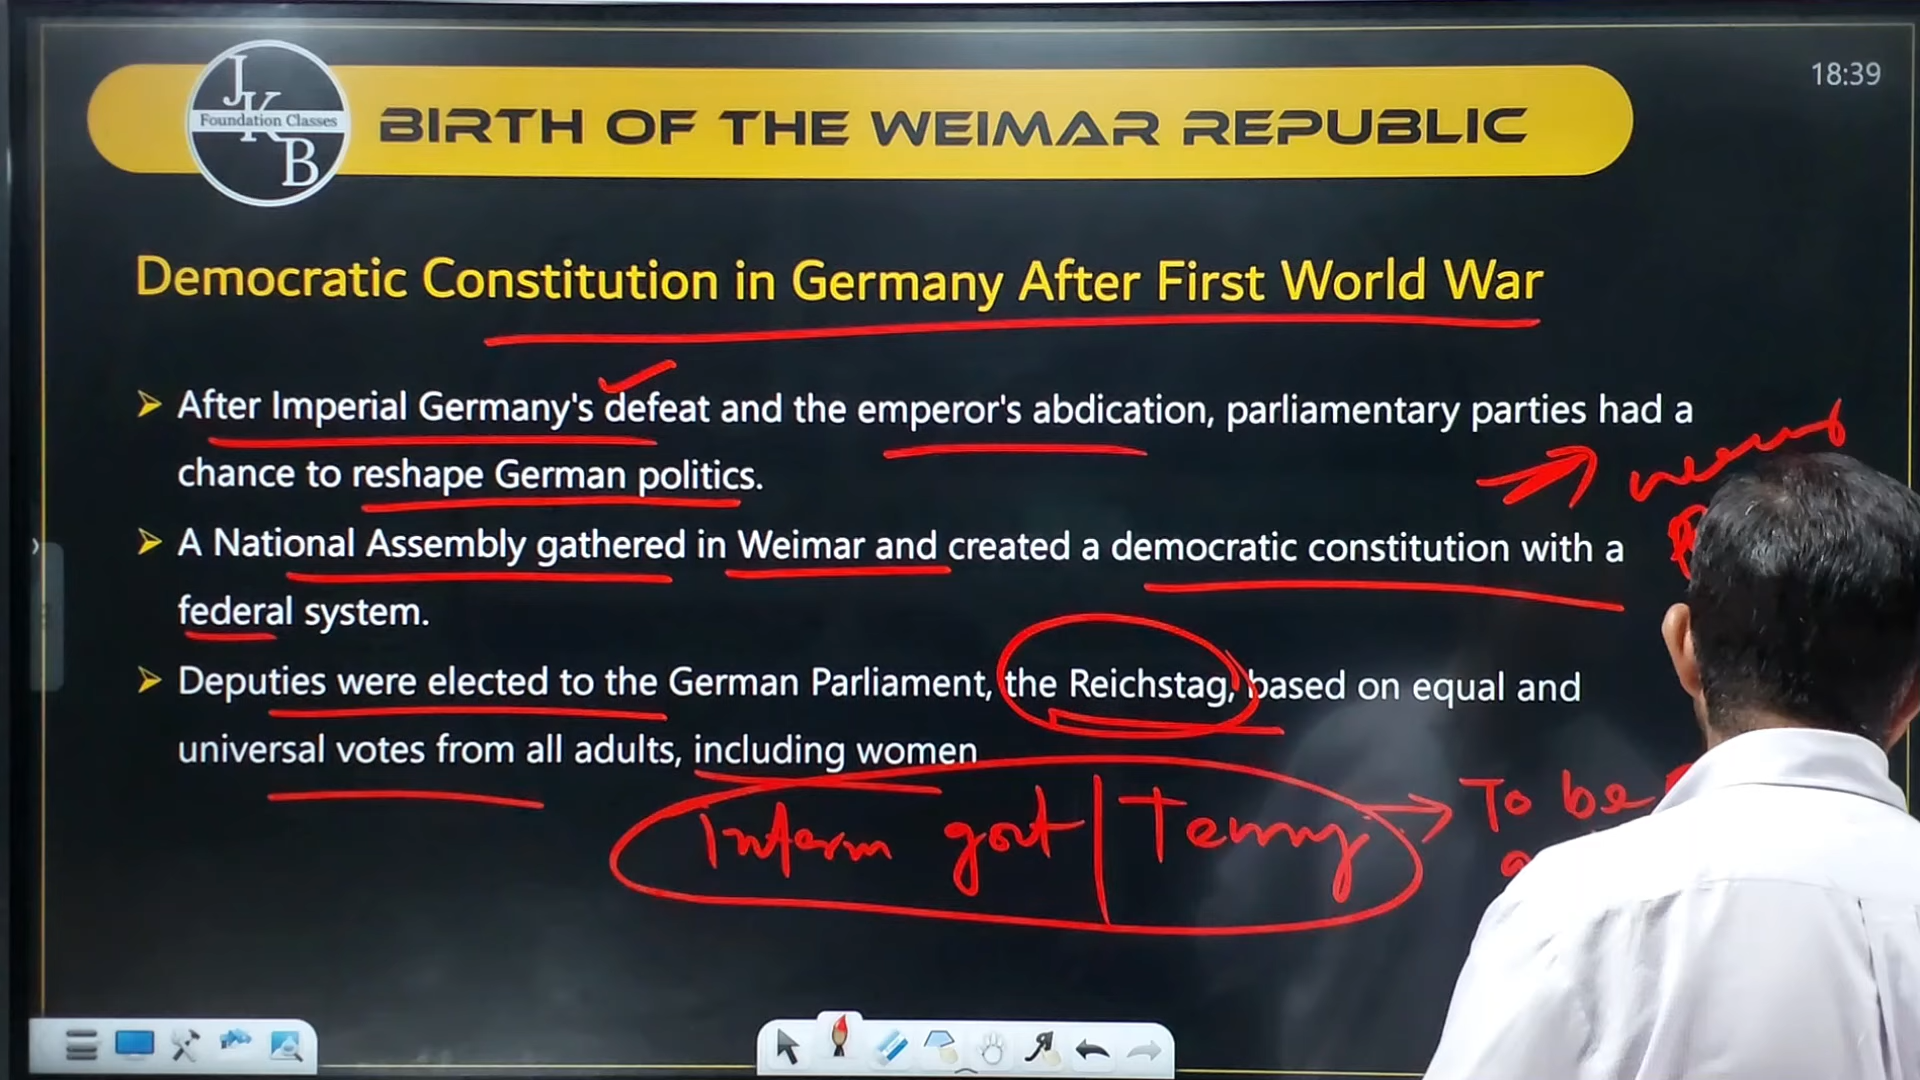 18:39
J
K
Foundation Classes
B
BIRTH OF THE WEIMAR REPUBLIC
Democratic Constitution in Germany After First World War
After Imperial Germany's defeat and the emperor's abdication, parliamentary parties had a
chance to reshape German politics.
A National Assembly gathered in Weimar and created a democratic constitution with a
federal system.
Deputies were elected to the German Parliament, the Reichstag, based on equal and
universal votes from all adults, including women
govt
To be